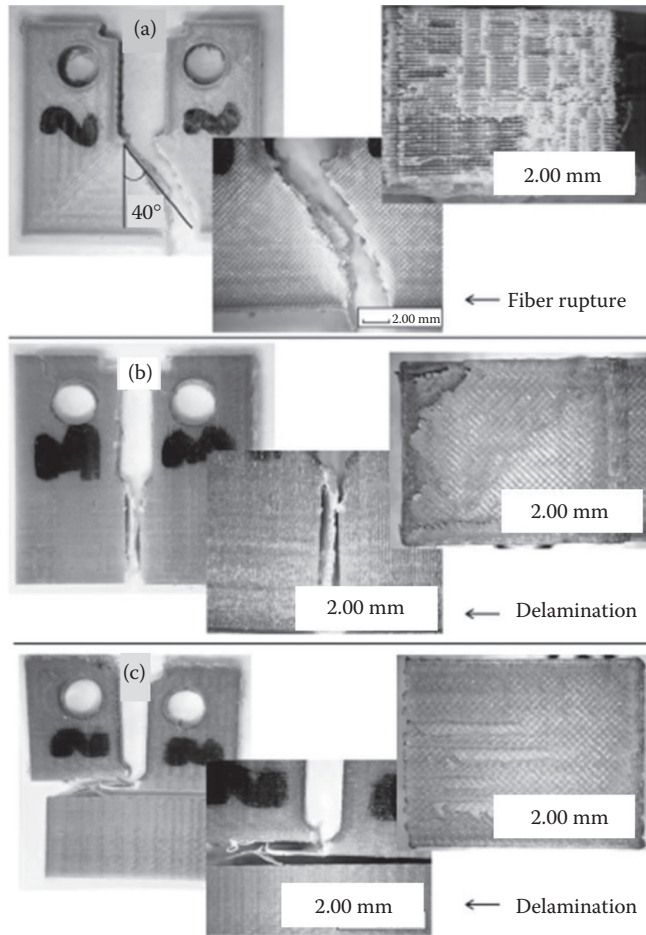 (a)
40°
2.00 mm
2.00 mm
← Fiber rupture
(b)
2.00 mm
2.00 mm
← Delamination
(c)
2.00 mm
2.00 mm
← Delamination